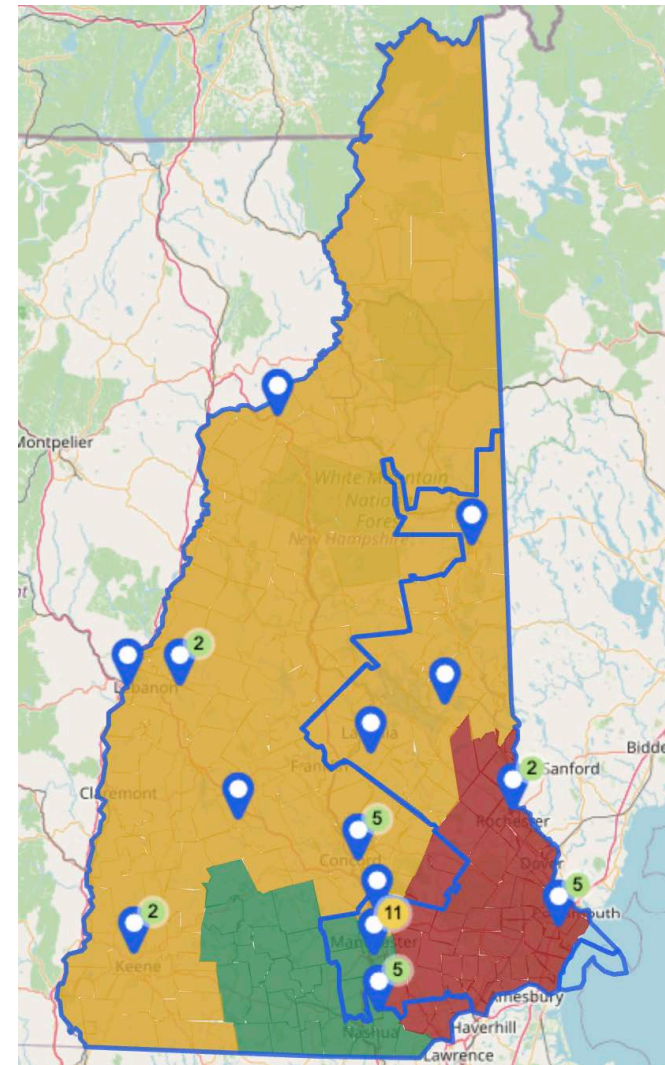 Montpelier
White Mountain
National
Forest
New Hampshire
2
Lebanon
Laconia
Bidde
2
Sanford
Franklin
Claremont
Rochester
5
Concord
Dover
5
2
11
Portsmouth
Manchester
Keene
5
Amesbury
Nashua
Haverhill
Lawrence